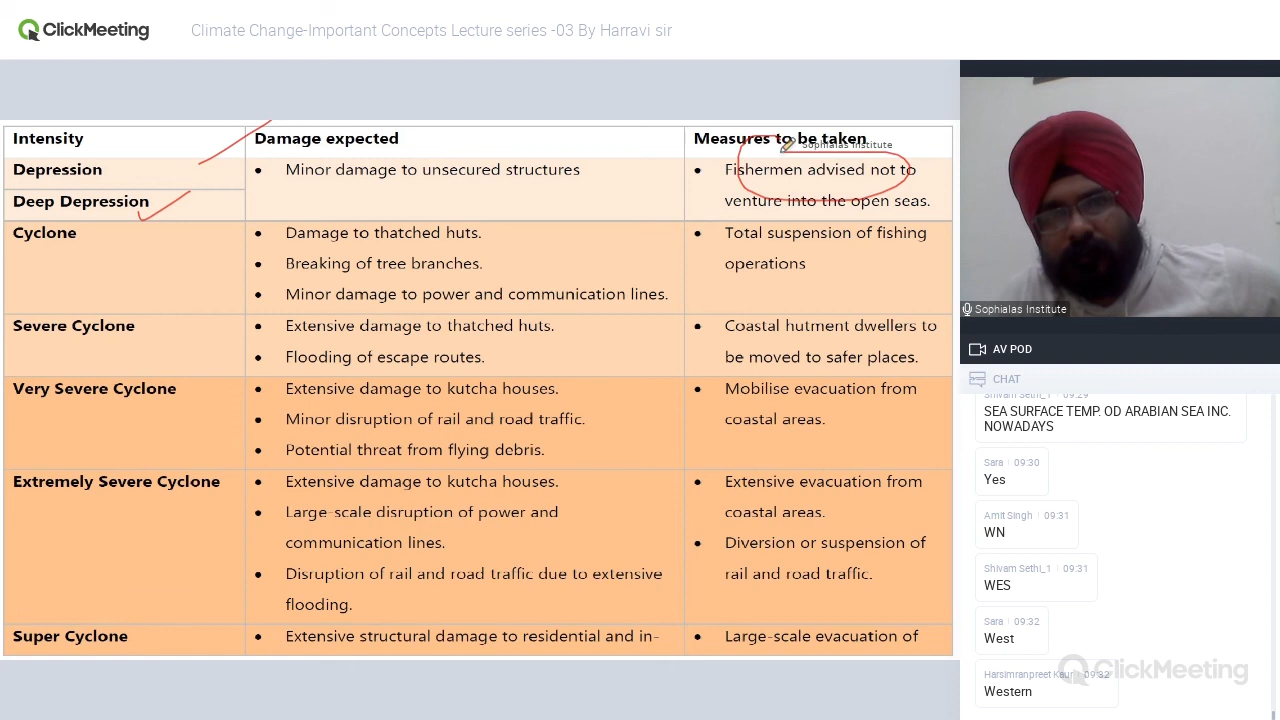 ClickMeeting
Climate Change-Important Concepts Lecture series -03 By Harravi sir
Intensity
Damage expected
Measures to be taken
Sophialas Institute
Depression
• Minor damage to unsecured structures
• Fishermen advised not to
venture into the open seas.
Deep Depression
Cyclone
• Damage to thatched huts.
• Breaking of tree branches.
• Minor damage to power and communication lines.
• Total suspension of fishing
operations
Severe Cyclone
• Extensive damage to thatched huts.
• Flooding of escape routes.
• Coastal hutment dwellers to
be moved to safer places.
Very Severe Cyclone
• Extensive damage to kutcha houses.
• Minor disruption of rail and road traffic.
• Potential threat from flying debris.
• Mobilise evacuation from
coastal areas.
Extremely Severe Cyclone
• Extensive damage to kutcha houses.
• Large-scale disruption of power and
communication lines.
• Disruption of rail and road traffic due to extensive
flooding.
• Extensive evacuation from
coastal areas.
• Diversion or suspension of
rail and road traffic.
Super Cyclone
• Extensive structural damage to residential and in-
• Large-scale evacuation of
Sophialas Institute
AV POD
CHAT
Shivam Sethi_1 09:29
SEA SURFACE TEMP. OD ARABIAN SEA INC.
NOWADAYS
Sara 09:30
Yes
Amit Singh 09:31
WN
Shivam Sethi_1 09:31
WES
Sara 09:32
West
Harsimranpreet Kaur 09:32
Western
ClickMeeting